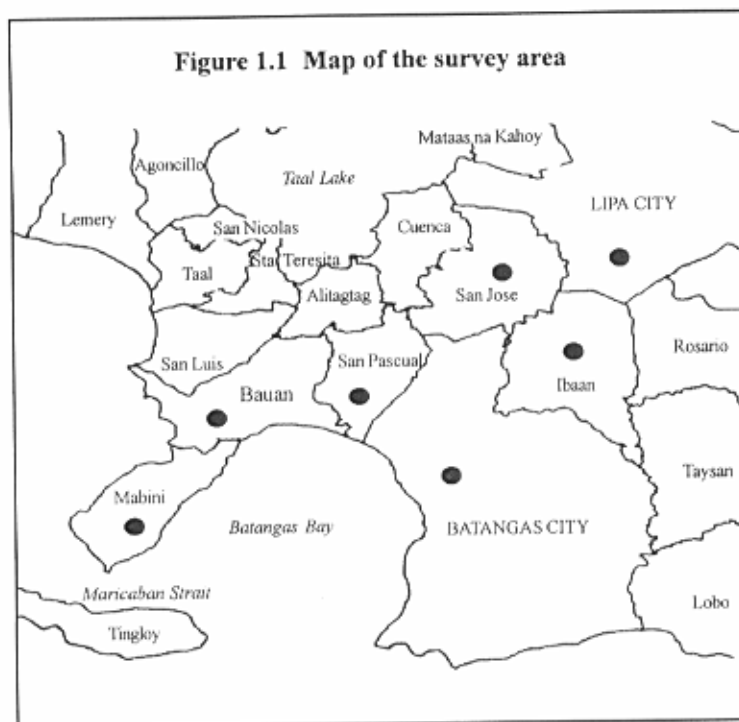 Figure 1.1 Map of the survey area
Mataas na Kahoy
Agoncillo
Taal Lake
LIPA CITY
Lemery
San Nicolas
Cuenca
Sta Teresita
Taal
Alitagtag
San Jose
San Luis
San Pascual
Rosario
Ibaan
Bauan
Taysan
Mabini
Batangas Bay
BATANGAS CITY
Maricaban Strait
Lobo
Tingloy